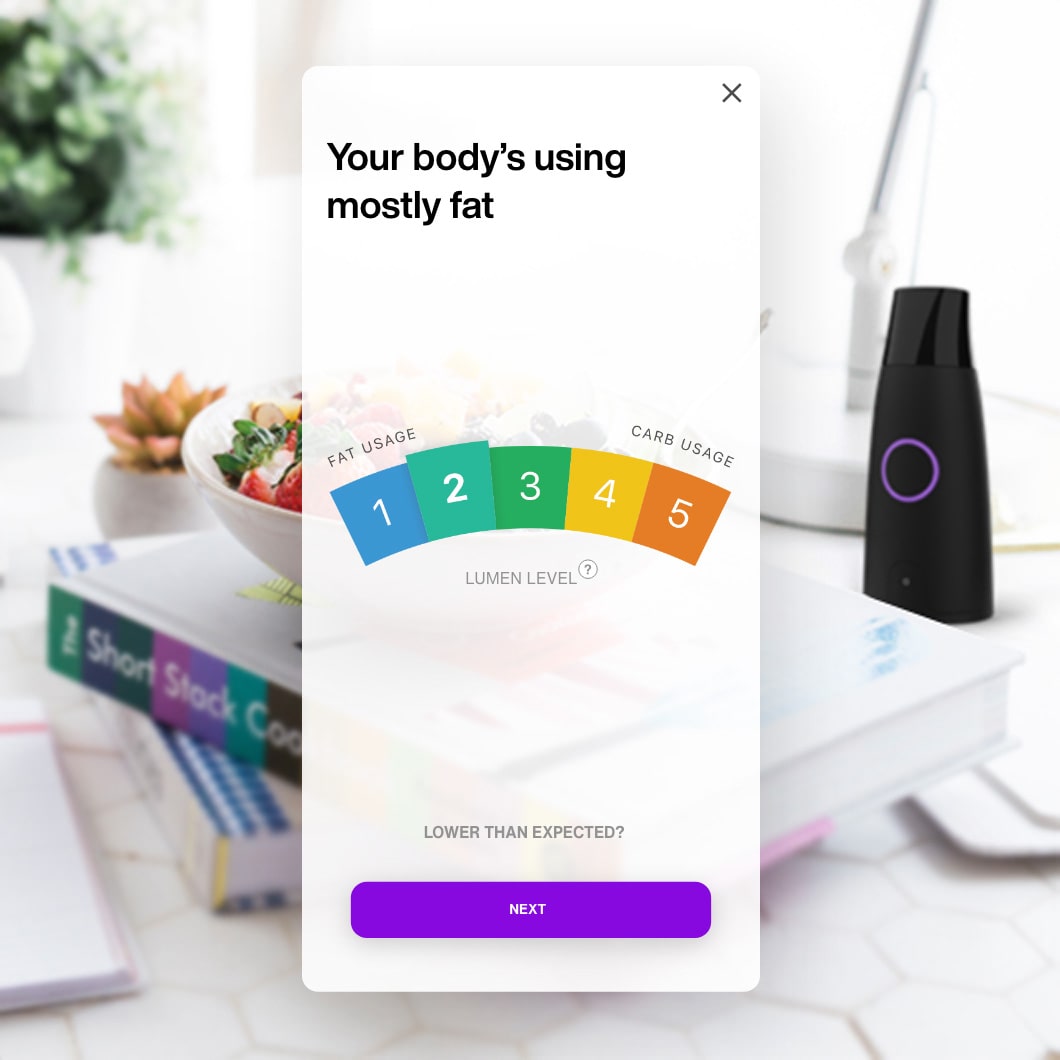 Your body’s using
mostly fat
FAT USAGE
CARB USAGE
1 2 3 4 5
LUMEN LEVEL ?
The Short Stack
LOWER THAN EXPECTED?
NEXT